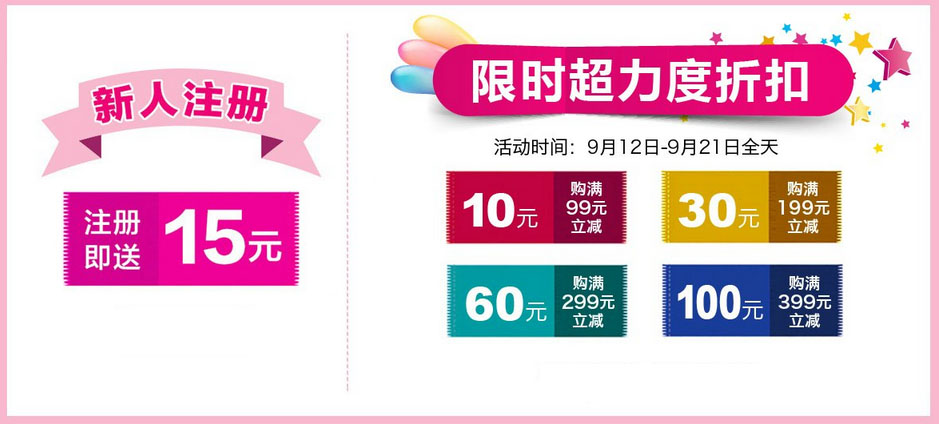 新人注册
注册
即送
15元
限时超力度折扣
活动时间：9月12日-9月21日全天
10元
购满
99元
立减
30元
购满
199元
立减
60元
购满
299元
立减
100元
购满
399元
立减